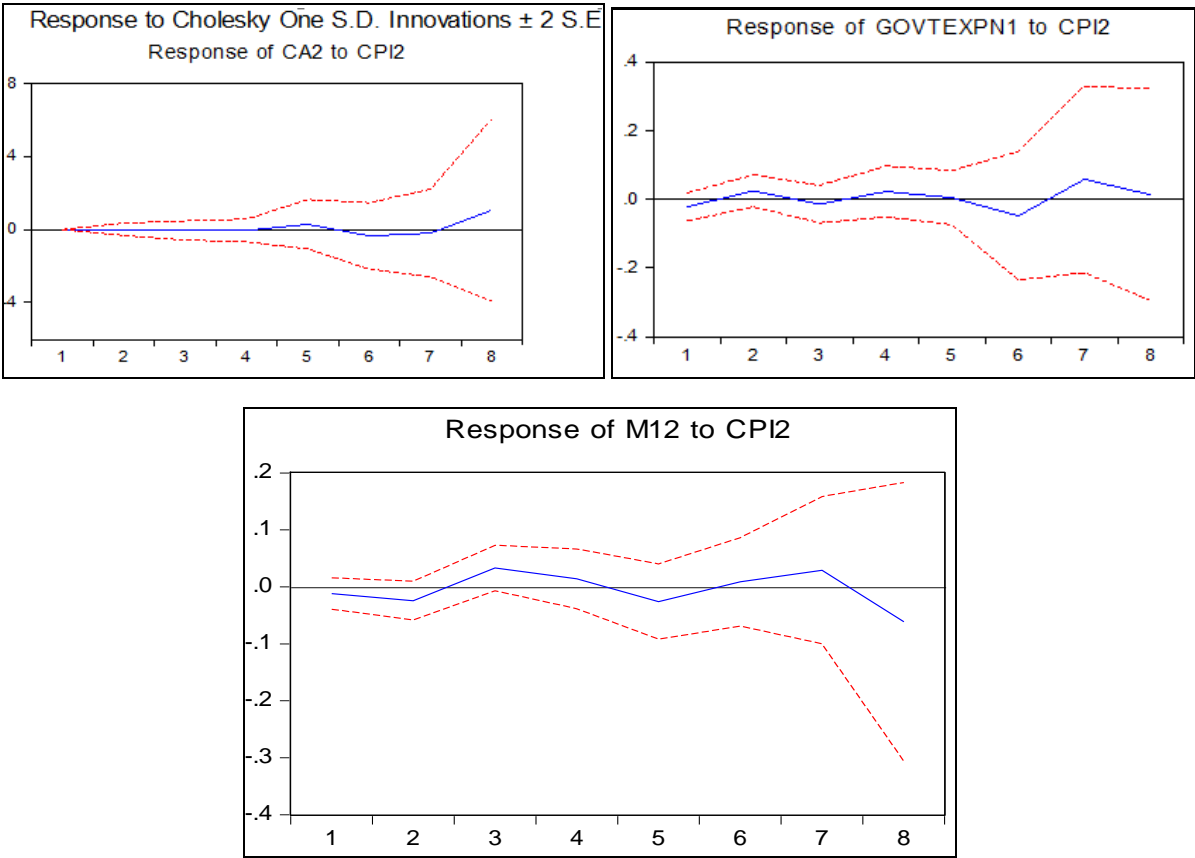 Response to Cholesky One S.D. Innovations ± 2 S.E
Response of CA2 to CPI2
8
4
0
-4
1 2 3 4 5 6 7 8
Response of GOVTEXPN1 to CPI2
.4
.2
.0
-.2
-.4
1 2 3 4 5 6 7 8
Response of M12 to CPI2
.2
.1
.0
-.1
-.2
-.3
-.4
1 2 3 4 5 6 7 8